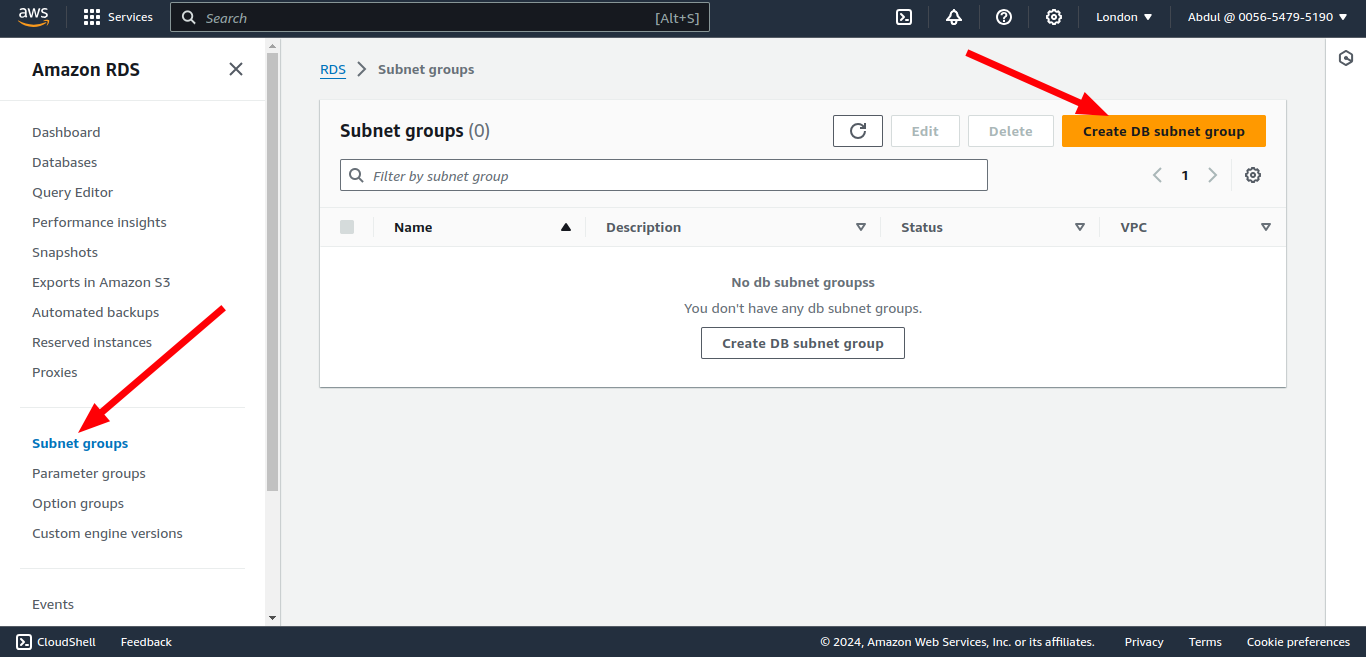 aws
Services
Search [Alt+S]
London
Abdul @ 0056-5479-5190
Amazon RDS
Dashboard
Databases
Query Editor
Performance insights
Snapshots
Exports in Amazon S3
Automated backups
Reserved instances
Proxies
Subnet groups
Parameter groups
Option groups
Custom engine versions
Events
RDS > Subnet groups
Subnet groups (0)
Edit
Delete
Create DB subnet group
Filter by subnet group
1
Name Description Status VPC
No db subnet groupss
You don't have any db subnet groups.
Create DB subnet group
CloudShell Feedback © 2024, Amazon Web Services, Inc. or its affiliates. Privacy Terms Cookie preferences